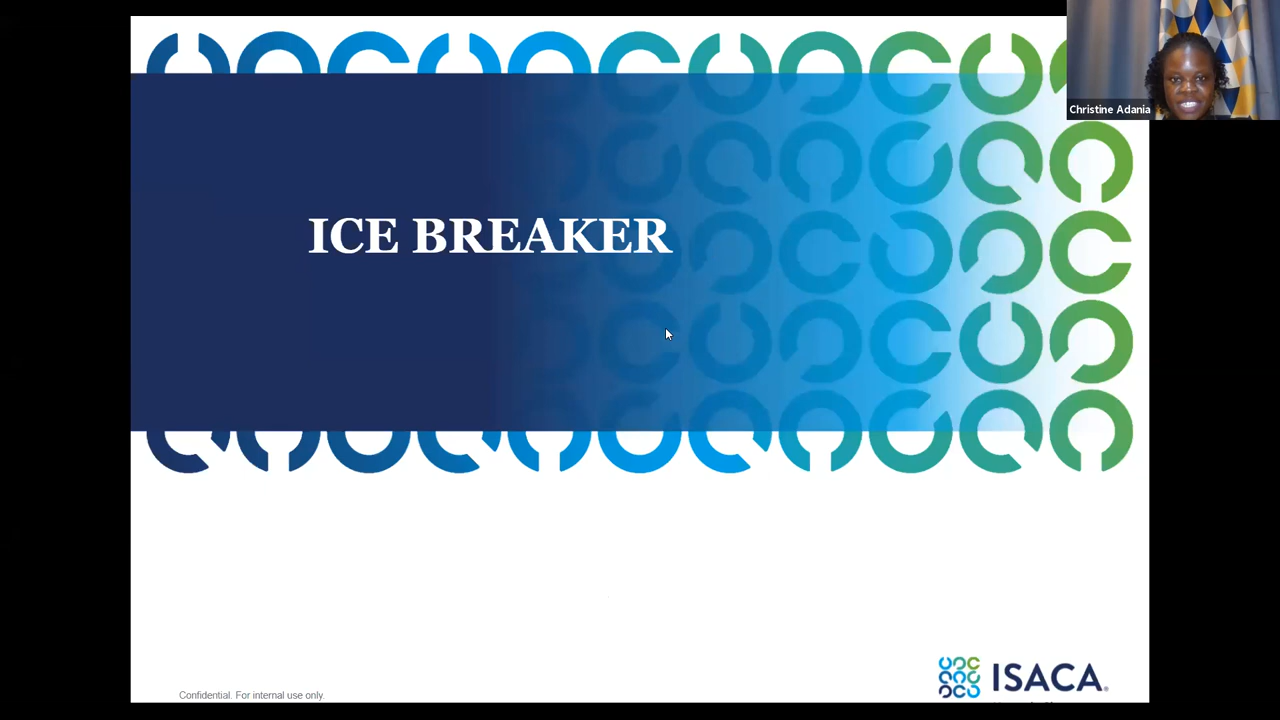 Christine Adania
ICE BREAKER
ISACA®
Confidential. For internal use only.